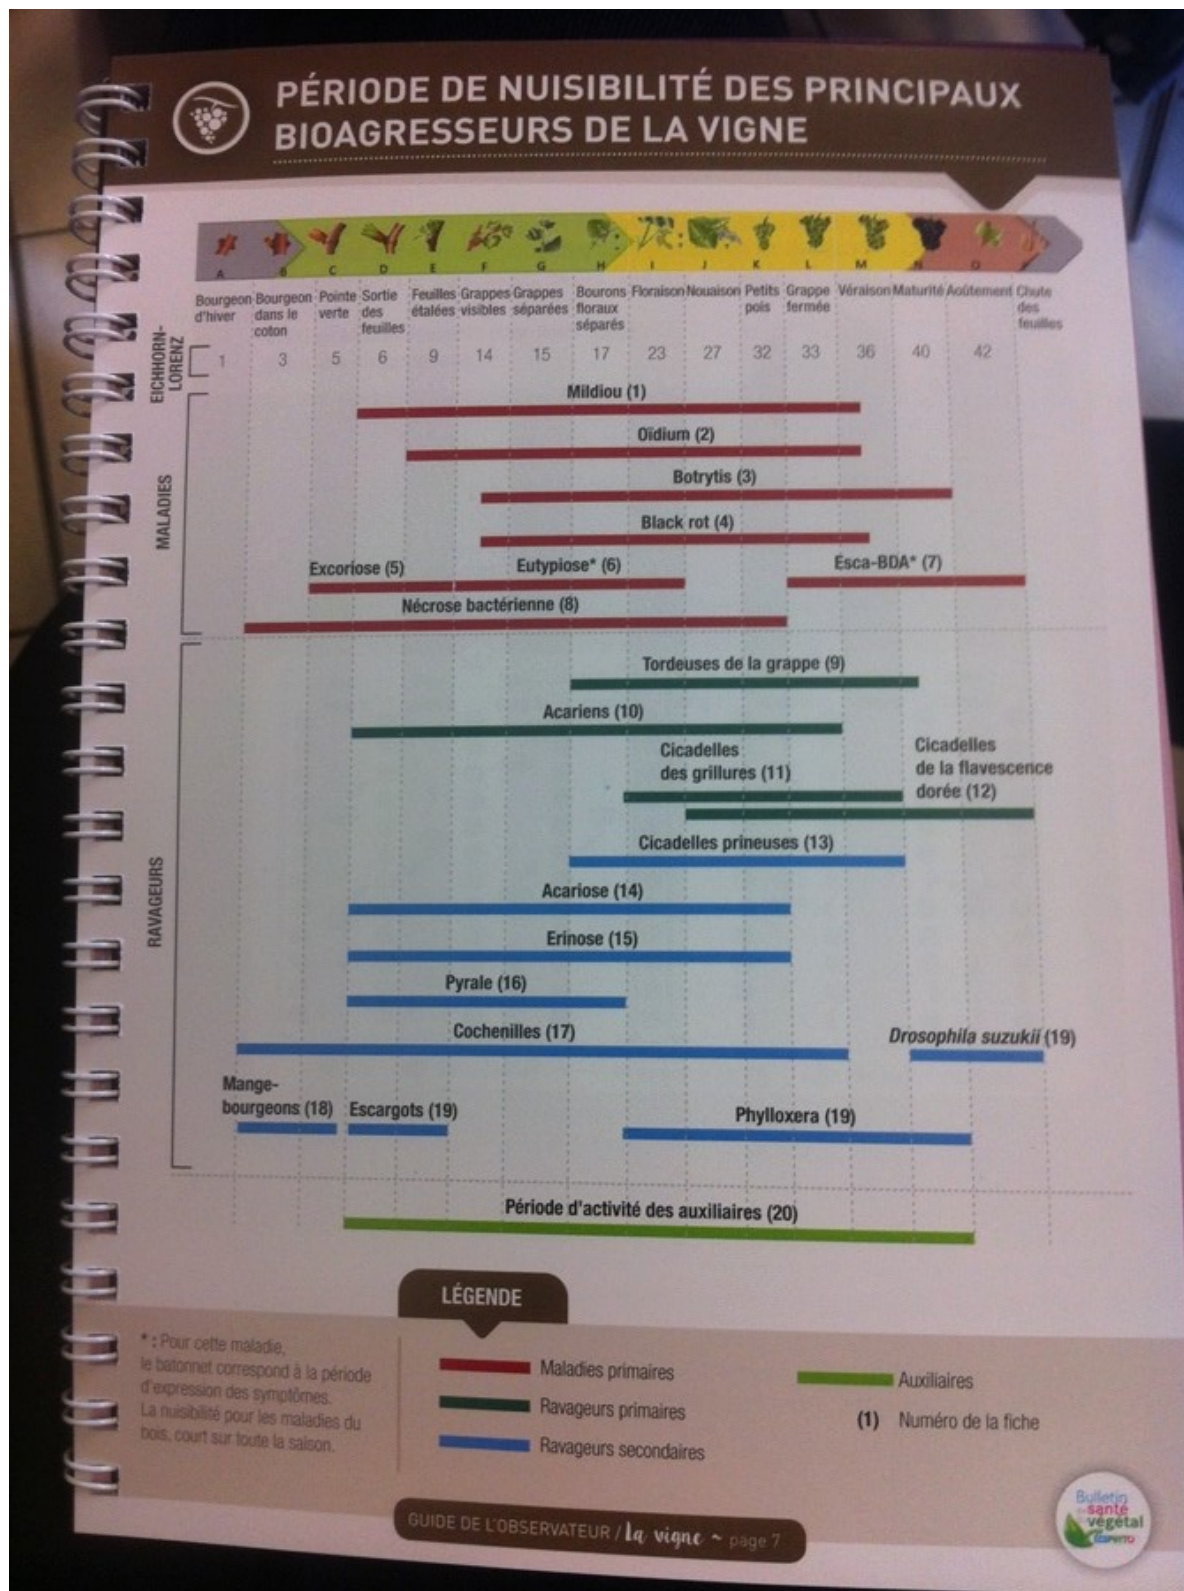 PÉRIODE DE NUISIBILITÉ DES PRINCIPAUX
BIOAGRESSEURS DE LA VIGNE
A B C D E F G H I J K L M N O
Bourgeon d'hiver
Bourgeon dans le coton
Pointe verte
Sortie des feuilles
Feuilles étalées
Grappes visibles
Grappes séparées
Bourons floraux séparés
Floraison
Nouaison
Petits pois
Grappe fermée
Véraison
Maturité
Aoûtement
Chute des feuilles
EICHHORN-
LORENZ
1 3 5 6 9 14 15 17 23 27 32 33 36 40 42
MALADIES
Mildiou (1)
Oïdium (2)
Botrytis (3)
Black rot (4)
Excoriose (5) Eutypiose* (6) Esca-BDA* (7)
Nécrose bactérienne (8)
RAVAGEURS
Tordeuses de la grappe (9)
Acariens (10)
Cicadelles
des grillures (11)
Cicadelles
de la flavescence
dorée (12)
Cicadelles prineuses (13)
Acariose (14)
Erinose (15)
Pyrale (16)
Cochenilles (17)
Drosophila suzukii (19)
Mange-
bourgeons (18)
Escargots (19)
Phylloxera (19)
Période d'activité des auxiliaires (20)
LÉGENDE
* : Pour cette maladie,
le batonnet correspond à la période
d'expression des symptômes.
La nuisibilité pour les maladies du
bois, court sur toute la saison.
Maladies primaires
Ravageurs primaires
Ravageurs secondaires
Auxiliaires
(1) Numéro de la fiche
GUIDE DE L'OBSERVATEUR / la vigne ~ page 7
Bulletin
santé
végétal